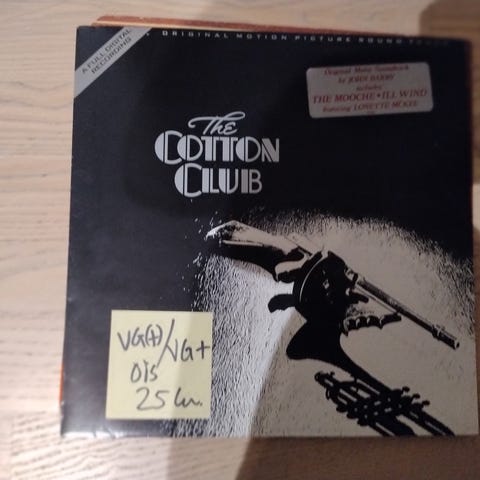 A FULL DIGITAL
RECORDING
ORIGINAL MOTION PICTURE SOUND
Original Music Soundtrack
by JOHN BARRY
includes
THE MOOCHE • ILL WIND
featuring LONETTE MCKEE
The
COTTON
CLUB
VG(+)/VG+
OIS
25 kr.